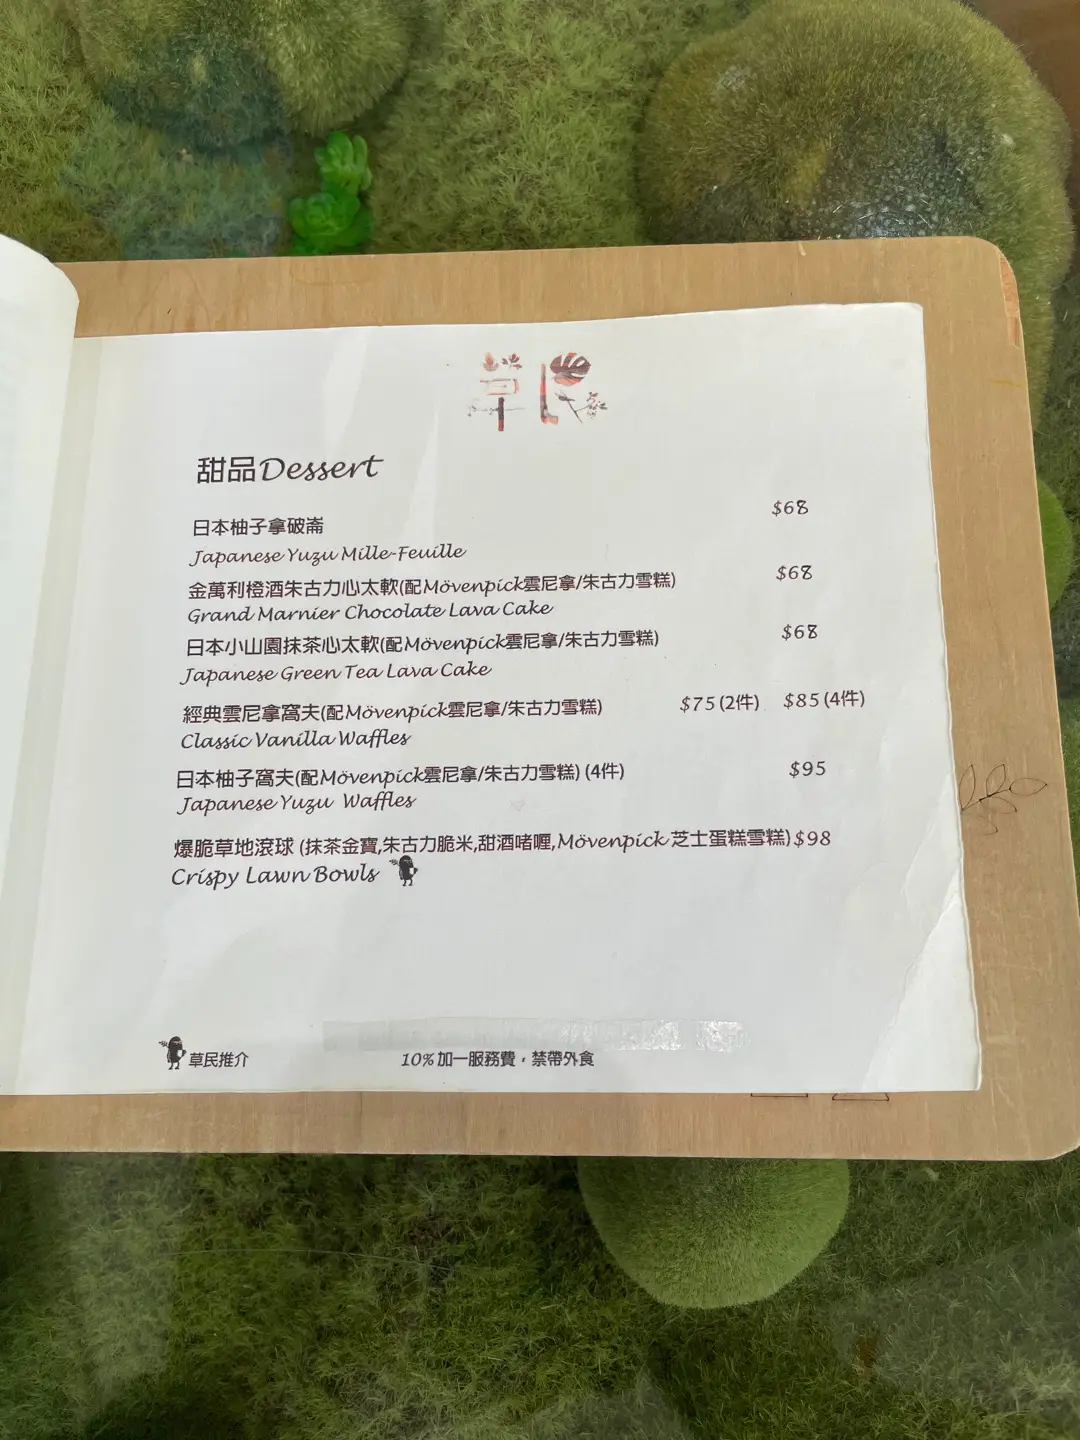 草民
甜品Dessert
日本柚子拿破崙 $68
Japanese Yuzu Mille-Feuille
金萬利橙酒朱古力心太軟(配Mövenpick雲尼拿/朱古力雪糕) $68
Grand Marnier Chocolate Lava Cake
日本小山園抹茶心太軟(配Mövenpick雲尼拿/朱古力雪糕) $68
Japanese Green Tea Lava Cake
經典雲尼拿窩夫(配Mövenpick雲尼拿/朱古力雪糕) $75(2件) $85(4件)
Classic Vanilla Waffles
日本柚子窩夫(配Mövenpick雲尼拿/朱古力雪糕) (4件) $95
Japanese Yuzu Waffles
爆脆草地滾球 (抹茶金寶,朱古力脆米,甜酒啫喱,Mövenpick 芝士蛋糕雪糕)$98
Crispy Lawn Bowls
草民推介 10%加一服務費，禁帶外食